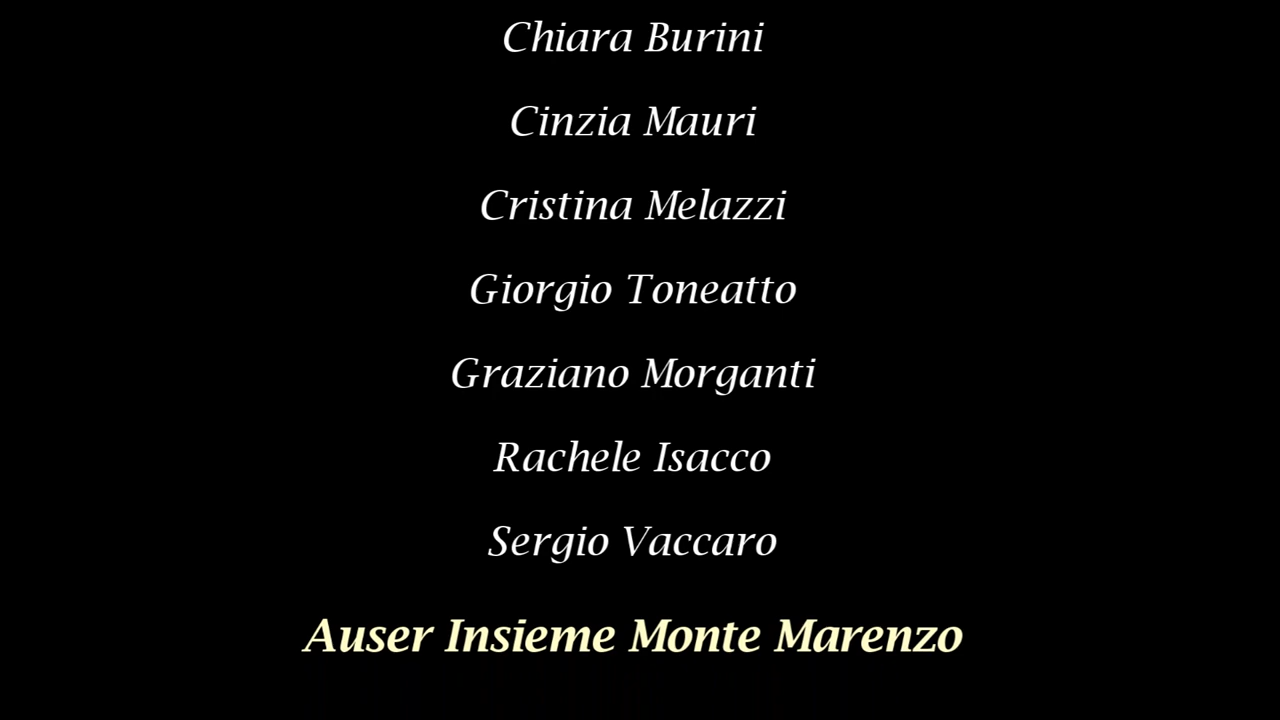 Chiara Burini
Cinzia Mauri
Cristina Melazzi
Giorgio Toneatto
Graziano Morganti
Rachele Isacco
Sergio Vaccaro
Auser Insieme Monte Marenzo